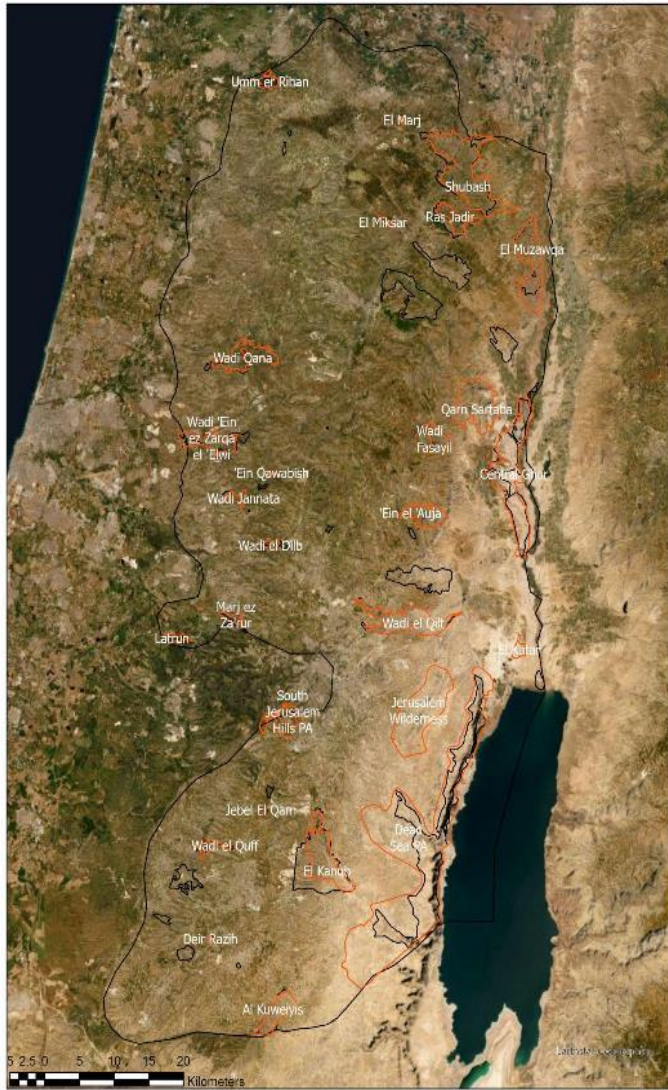 Umm er Rihan
El Marj
Shubash
Ras Jadir
El Miksar
El Muzawqa
Wadi Qana
Qarn Sartaba
Wadi 'Ein
ez Zarqa
el 'Elwi
Wadi
Fasayil
'Ein Qawabish
Central Ghor
Wadi Jannata
'Ein el 'Auja
Wadi el Dilb
Marj ez
Za'rur
Wadi el Qilt
Latrun
El Katar
South
Jerusalem
Hills PA
Jerusalem
Wilderness
Jebel El Qarn
Dead
Sea PA
Wadi el Quff
El Kanub
Deir Razih
Al Kuweiyis
5 2.5 0 5 10 15 20
Kilometers